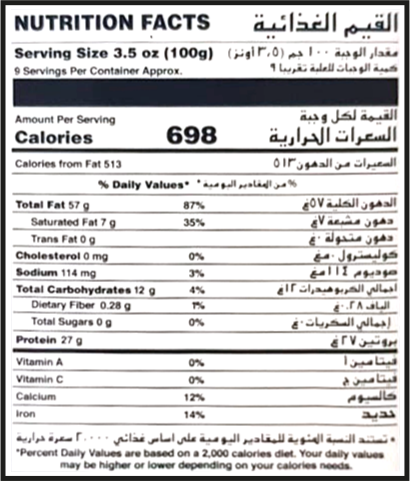 NUTRITION FACTS القيم الغذائية
Serving Size 3.5 oz (100g) مقدار الوجبة ١٠٠ جم (٣,٥ اونز)
9 Servings Per Container Approx. كمية الوجبات للعلبة تقريبا ٩
Amount Per Serving القيمة لكل وجبة
Calories 698 السعرات الحرارية
Calories from Fat 513 السعرات من الدهون ٥١٣
% Daily Values* *% من المقادير اليومية
Total Fat 57 g 87% الدهون الكلية ٥٧غ
Saturated Fat 7 g 35% دهون مشبعة ٧غ
Trans Fat 0 g دهون متحولة ٠غ
Cholesterol 0 mg 0% كوليسترول ٠مغ
Sodium 114 mg 3% صوديوم ١١٤مغ
Total Carbohydrates 12 g 4% اجمالي الكربوهيدرات ١٢غ
Dietary Fiber 0.28 g 1% الياف ٠.٢٨غ
Total Sugars 0 g 0% إجمالي السكريات ٠غ
Protein 27 g بروتين ٢٧غ
Vitamin A 0% فيتامين أ
Vitamin C 0% فيتامين ج
Calcium 12% كالسيوم
Iron 14% حديد
* تستند النسبة المئوية للمقادير اليومية على اساس غذائي ٢٠٠٠٠ سعرة حرارية
*Percent Daily Values are based on a 2,000 calories diet. Your daily values
may be higher or lower depending on your calories needs.